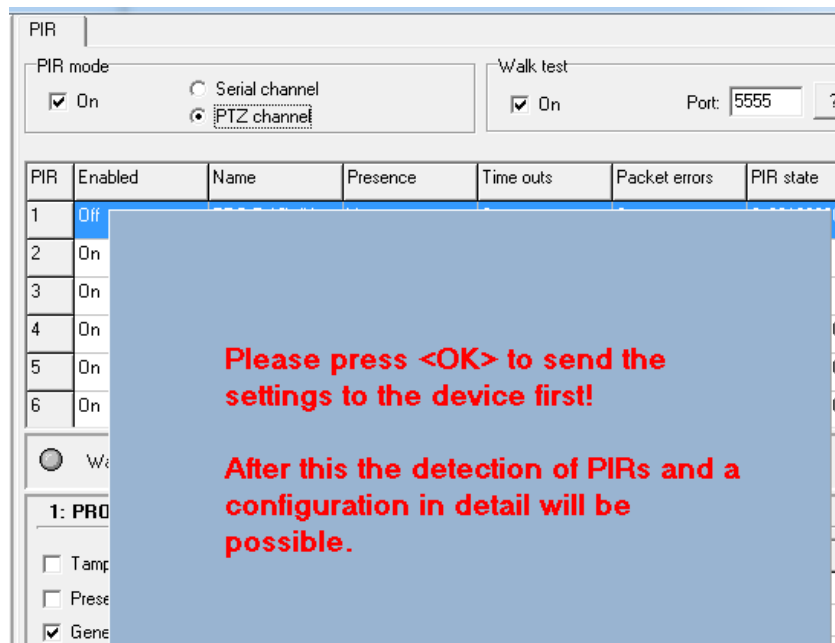 PIR
PIR mode
On
Serial channel
PTZ channel
Walk test
On
Port: 5555
?
PIR Enabled Name Presence Time outs Packet errors PIR state
1 Off
2 On
3 On
4 On
5 On
6 On
Please press <OK> to send the
settings to the device first!
After this the detection of PIRs and a
configuration in detail will be
possible.
Wa
1: PRO
Tamp
Prese
Gene